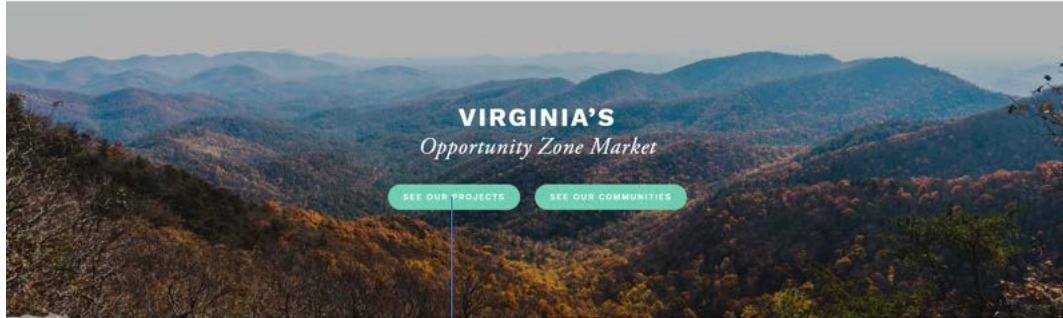 VIRGINIA'S
Opportunity Zone Market
SEE OUR PROJECTS
SEE OUR COMMUNITIES